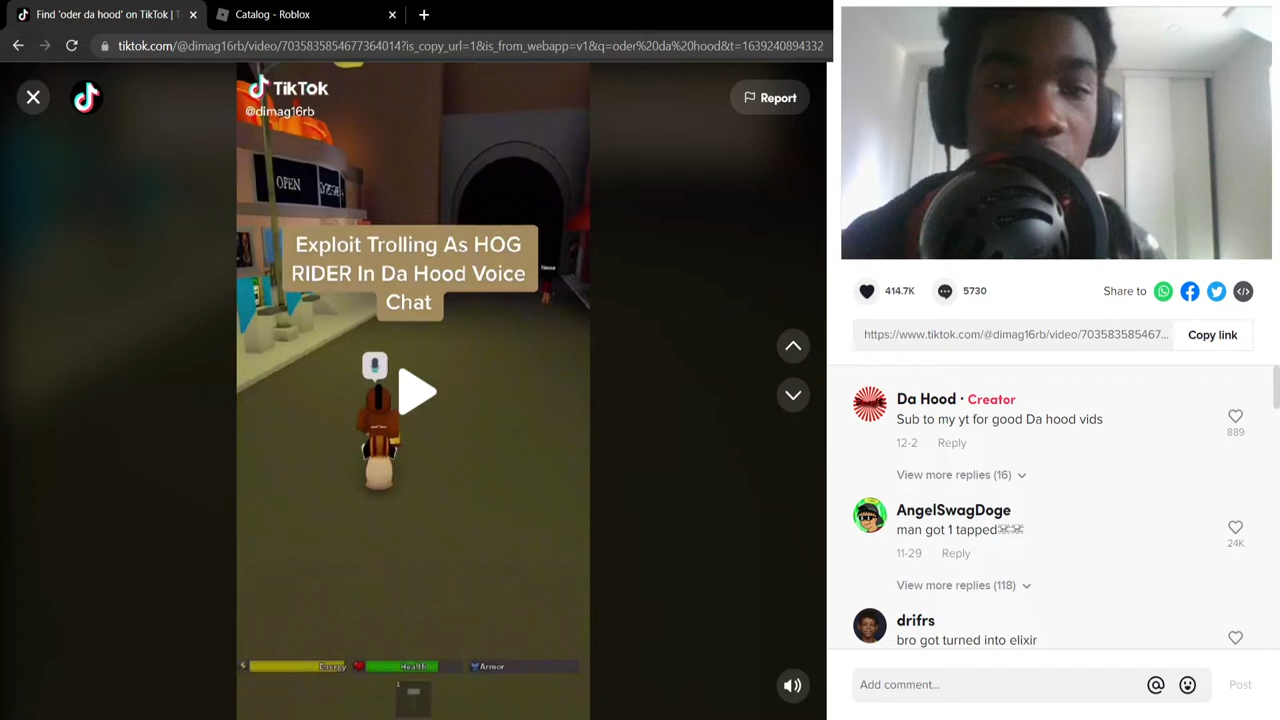 Find 'oder da hood' on TikTok | T
Catalog - Roblox
tiktok.com/@dimag16rb/video/7035835854677364014?is_copy_url=1&is_from_webapp=v1&q=oder%20da%20hood&t=1639240894332
TikTok
@dimag16rb
Report
OPEN
Exploit Trolling As HOG
RIDER In Da Hood Voice
Chat
Energy
Health
Armor
1
414.7K
5730
Share to
https://www.tiktok.com/@dimag16rb/video/703583585467...
Copy link
Da Hood · Creator
Sub to my yt for good Da hood vids
889
12-2
Reply
View more replies (16)
AngelSwagDoge
man got 1 tapped☠☠
24K
11-29
Reply
View more replies (118)
drifrs
bro got turned into elixir
Add comment...
Post